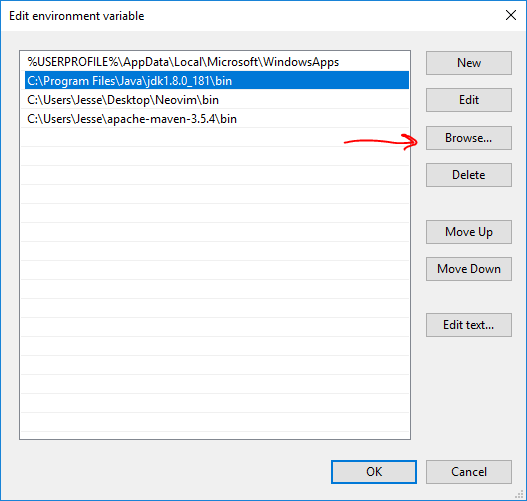 Edit environment variable
%USERPROFILE%\AppData\Local\Microsoft\WindowsApps
C:\Program Files\Java\jdk1.8.0_181\bin
C:\Users\Jesse\Desktop\Neovim\bin
C:\Users\Jesse\apache-maven-3.5.4\bin
New
Edit
Browse...
Delete
Move Up
Move Down
Edit text...
OK
Cancel